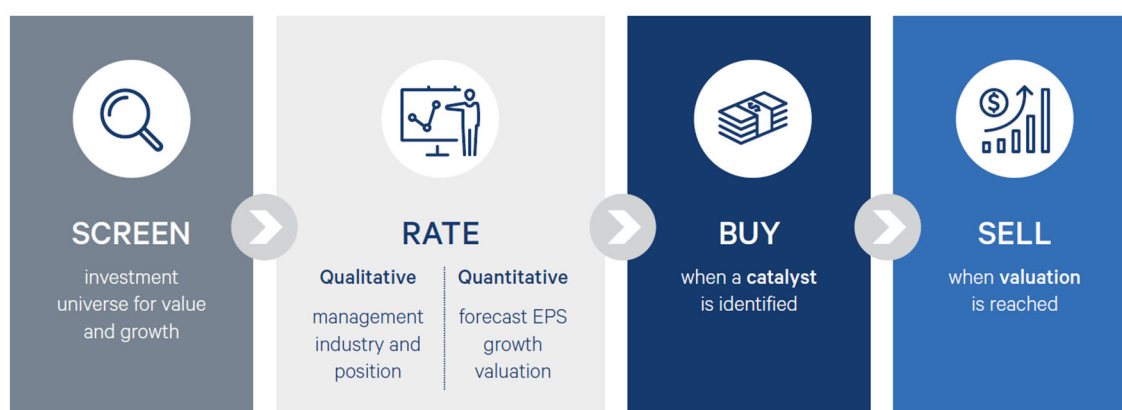 SCREEN
investment
universe for value
and growth
RATE
Qualitative
management
industry and
position
Quantitative
forecast EPS
growth
valuation
BUY
when a catalyst
is identified
SELL
when valuation
is reached